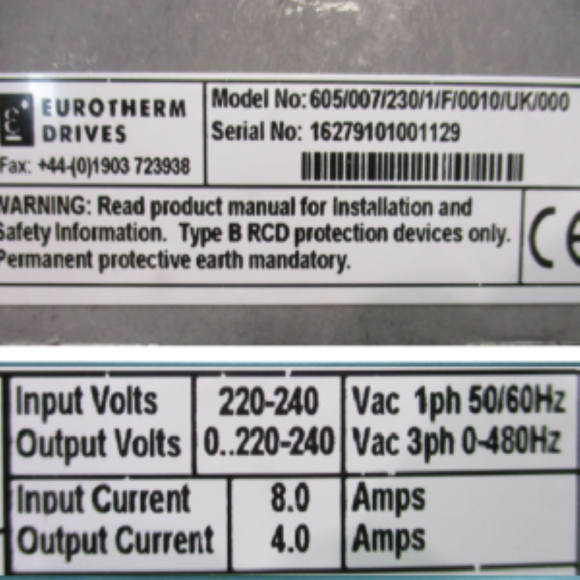 EUROTHERM
DRIVES
Fax: +44-(0)1903 723938
Model No: 605/007/230/1/F/0010/UK/000
Serial No: 16279101001129
WARNING: Read product manual for Installation and
Safety Information. Type B RCD protection devices only.
Permanent protective earth mandatory.
CE
Input Volts 220-240 Vac 1ph 50/60Hz
Output Volts 0..220-240 Vac 3ph 0-480Hz
Input Current 8.0 Amps
Output Current 4.0 Amps